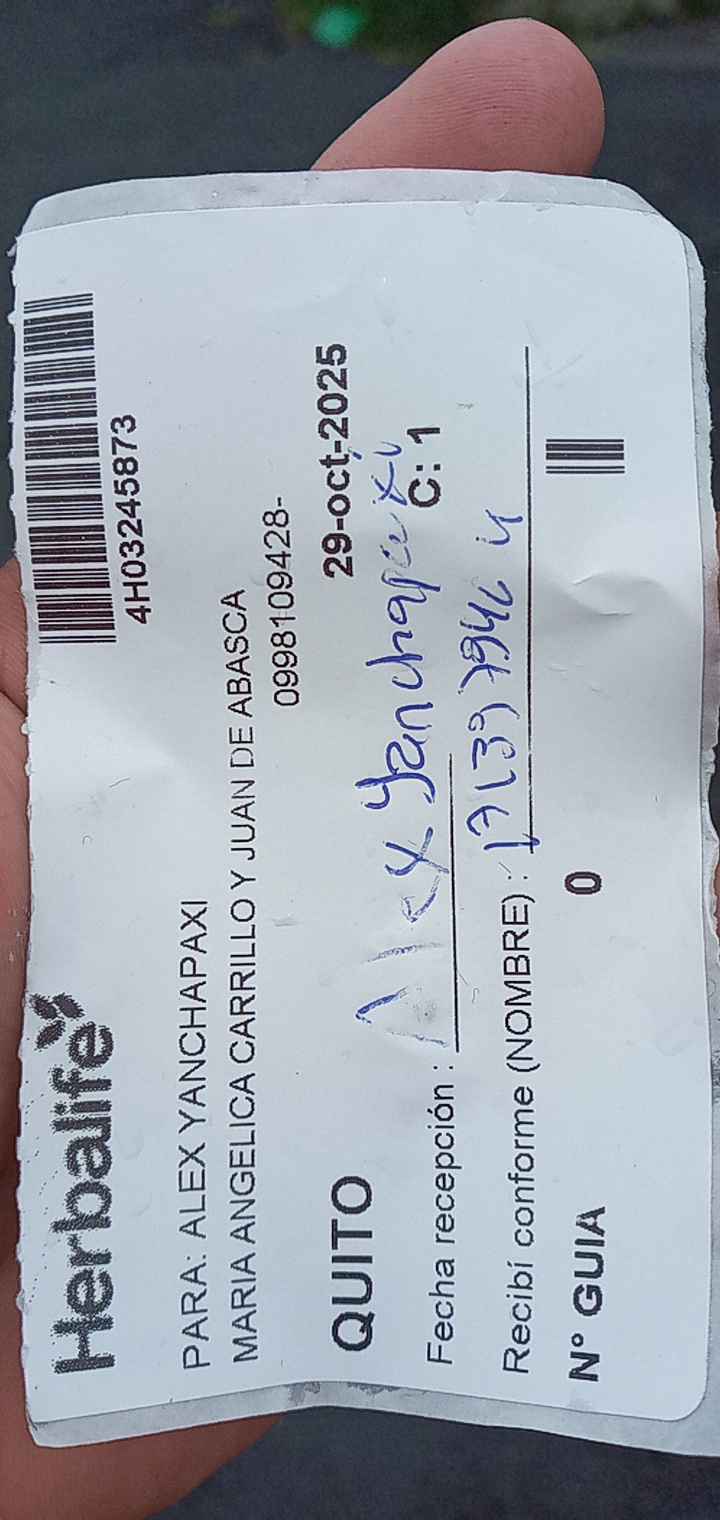 Herbalife
4H03245873
PARA: ALEX YANCHAPAXI
MARIA ANGELICA CARRILLO Y JUAN DE ABASCA
0998109428-
QUITO 29-oct-2025
Alex Yanchapaxi
Fecha recepción : C: 1
Recibí conforme (NOMBRE) :
N° GUIA 0